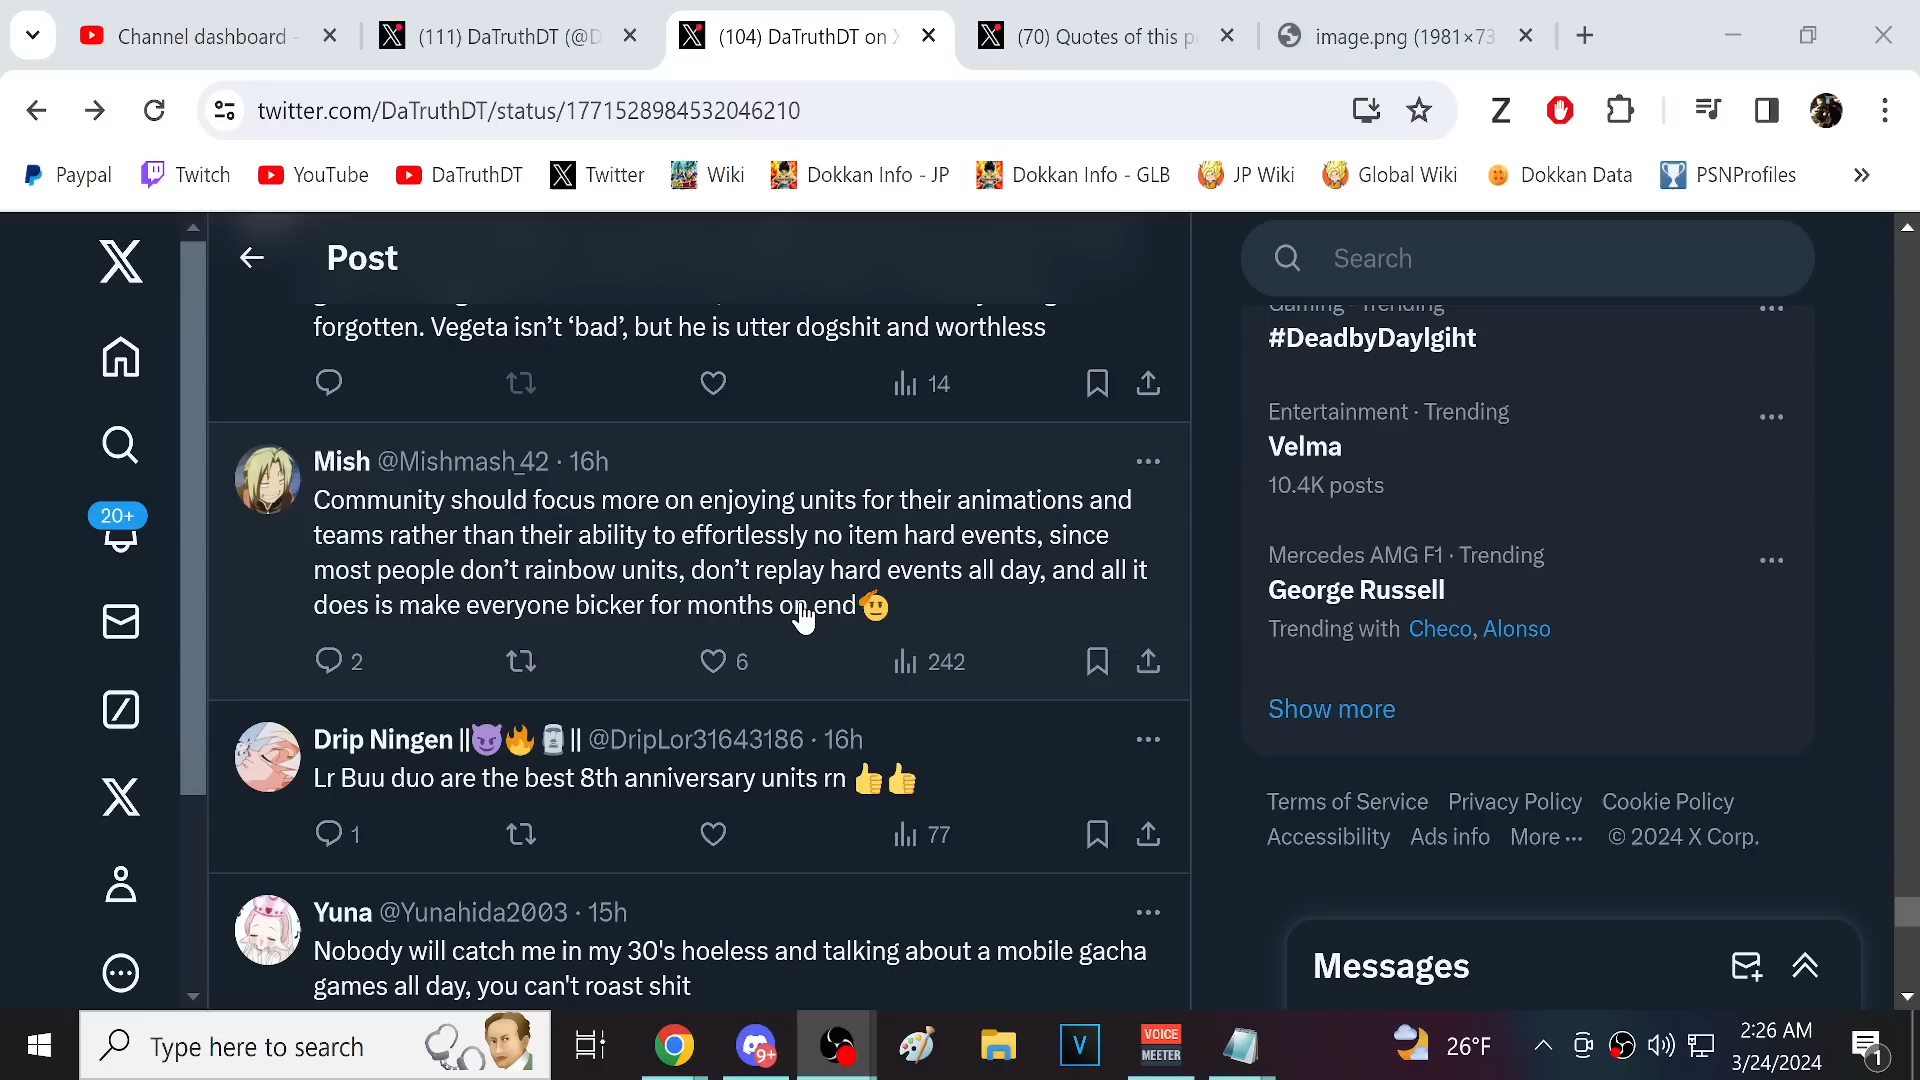 Channel dashboard -
(111) DaTruthDT (@D
(104) DaTruthDT on X
(70) Quotes of this p
image.png (1981×73
twitter.com/DaTruthDT/status/1771528984532046210
Z
Paypal
Twitch
YouTube
DaTruthDT
Twitter
Wiki
Dokkan Info - JP
Dokkan Info - GLB
JP Wiki
Global Wiki
Dokkan Data
PSNProfiles
Post
Search
forgotten. Vegeta isn’t ‘bad’, but he is utter dogshit and worthless
14
Mish @Mishmash_42 · 16h
Community should focus more on enjoying units for their animations and
teams rather than their ability to effortlessly no item hard events, since
most people don’t rainbow units, don’t replay hard events all day, and all it
does is make everyone bicker for months on end🫡
2
6
242
Drip Ningen ||😈🔥🗿|| @DripLor31643186 · 16h
Lr Buu duo are the best 8th anniversary units rn 👍👍
1
77
Yuna @Yunahida2003 · 15h
Nobody will catch me in my 30's hoeless and talking about a mobile gacha
games all day, you can't roast shit
20+
Gaming · Trending
#DeadbyDaylgiht
Entertainment · Trending
Velma
10.4K posts
Mercedes AMG F1 · Trending
George Russell
Trending with Checo, Alonso
Show more
Terms of Service Privacy Policy Cookie Policy
Accessibility Ads info More ··· © 2024 X Corp.
Messages
Type here to search
9+
V
VOICE
MEETER
26°F
2:26 AM
3/24/2024
1